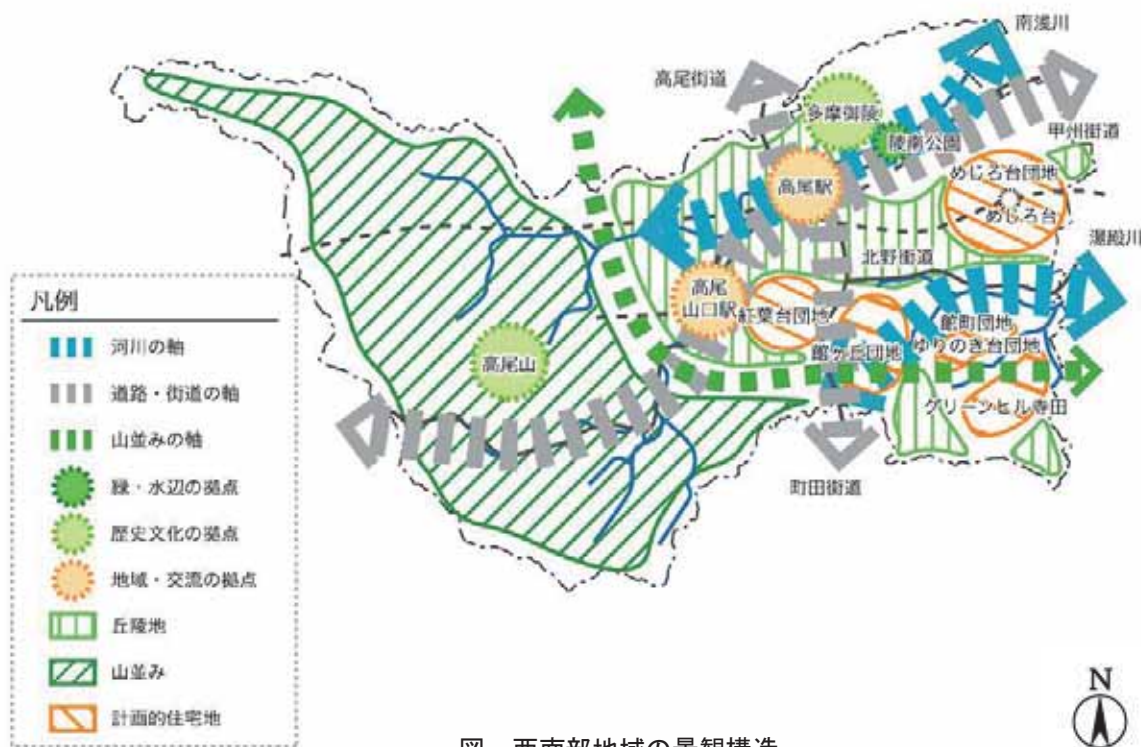 南浅川
高尾街道
多摩御陵
陵南公園
甲州街道
高尾駅
めじろ台団地
めじろ台
湯殿川
北野街道
高尾
山口駅
紅葉台団地
館町団地
館ヶ丘団地
ゆりのき台団地
高尾山
グリーンヒル寺田
町田街道
凡例
河川の軸
道路・街道の軸
山並みの軸
緑・水辺の拠点
歴史文化の拠点
地域・交流の拠点
丘陵地
山並み
計画的住宅地
N
図 西南部地域の景観構造